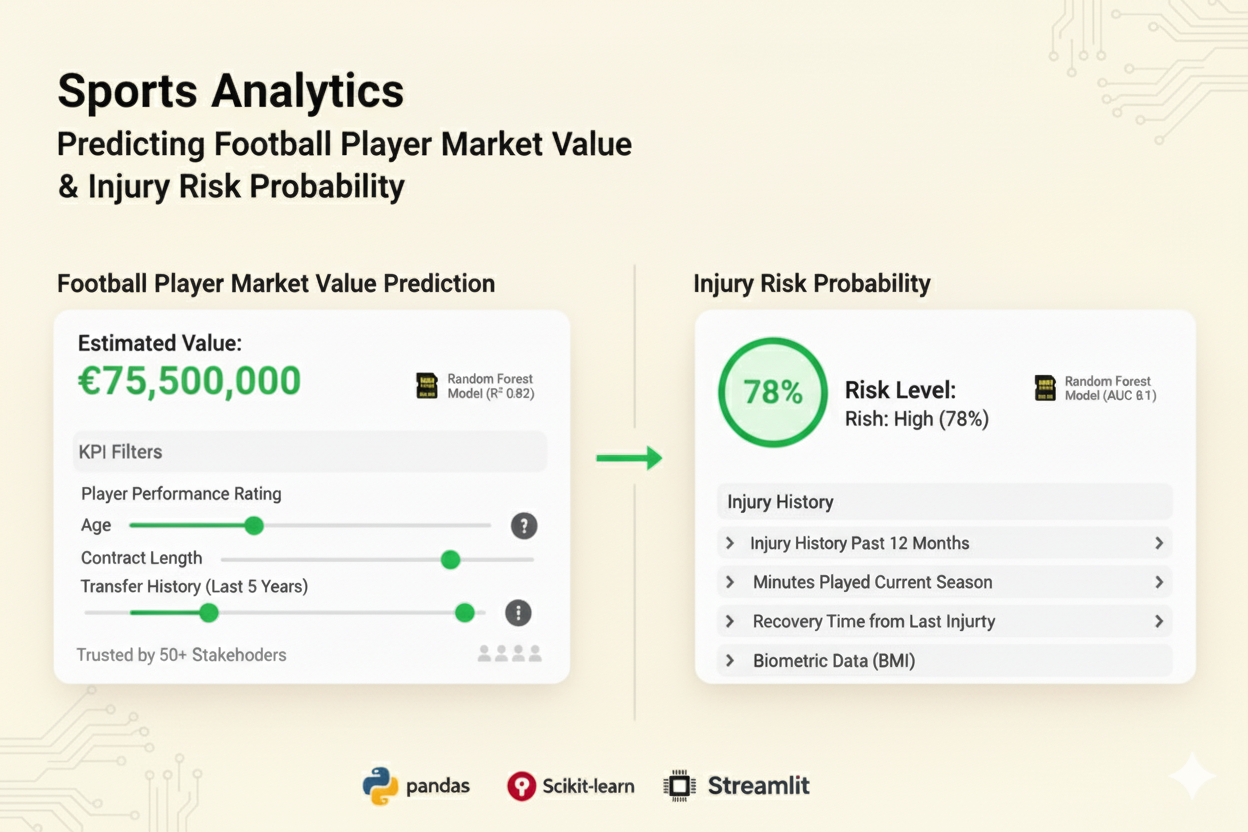 Sports Analytics
Predicting Football Player Market Value
& Injury Risk Probability
Football Player Market Value Prediction
Estimated Value:
€75,500,000
Random Forest
Model (R² 0.82)
KPI Filters
Player Performance Rating
Age
?
Contract Length
Transfer History (Last 5 Years)
Trusted by 50+ Stakehoders
Injury Risk Probability
78%
Risk Level:
Rish: High (78%)
Random Forest
Model (AUC
Injury History
Injury History Past 12 Months
Minutes Played Current Season
Recovery Time from Last Injurty
Biometric Data (BMI)
pandas
Scikit-learn
Streamlit